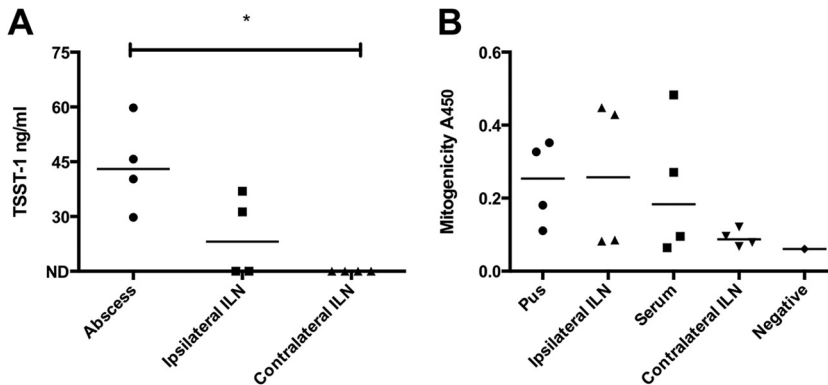 A
*
75
60
45
30
ND
TSST-1 ng/ml
Abscess
Ipsilateral ILN
Contralateral ILN
B
0.6
0.4
0.2
0.0
Mitogenicity A450
Pus
Ipsilateral ILN
Serum
Contralateral ILN
Negative